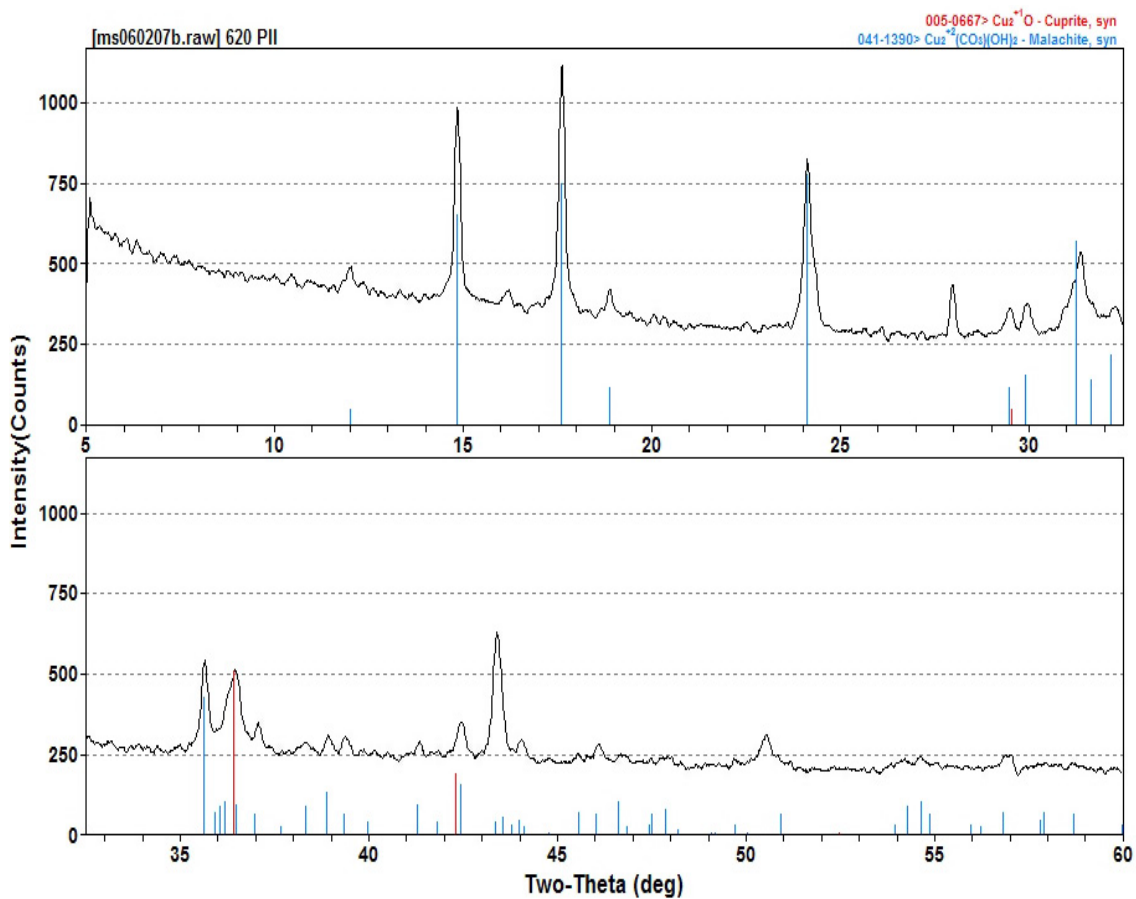 005-0667> Cu₂⁺¹O - Cuprite, syn
[ms060207b.raw] 620 PII
041-1390> Cu₂⁺²(CO₃)(OH)₂ - Malachite, syn
1000
750
500
250
0
5 10 15 20 25 30
Intensity(Counts)
1000
750
500
250
0
35 40 45 50 55 60
Two-Theta (deg)